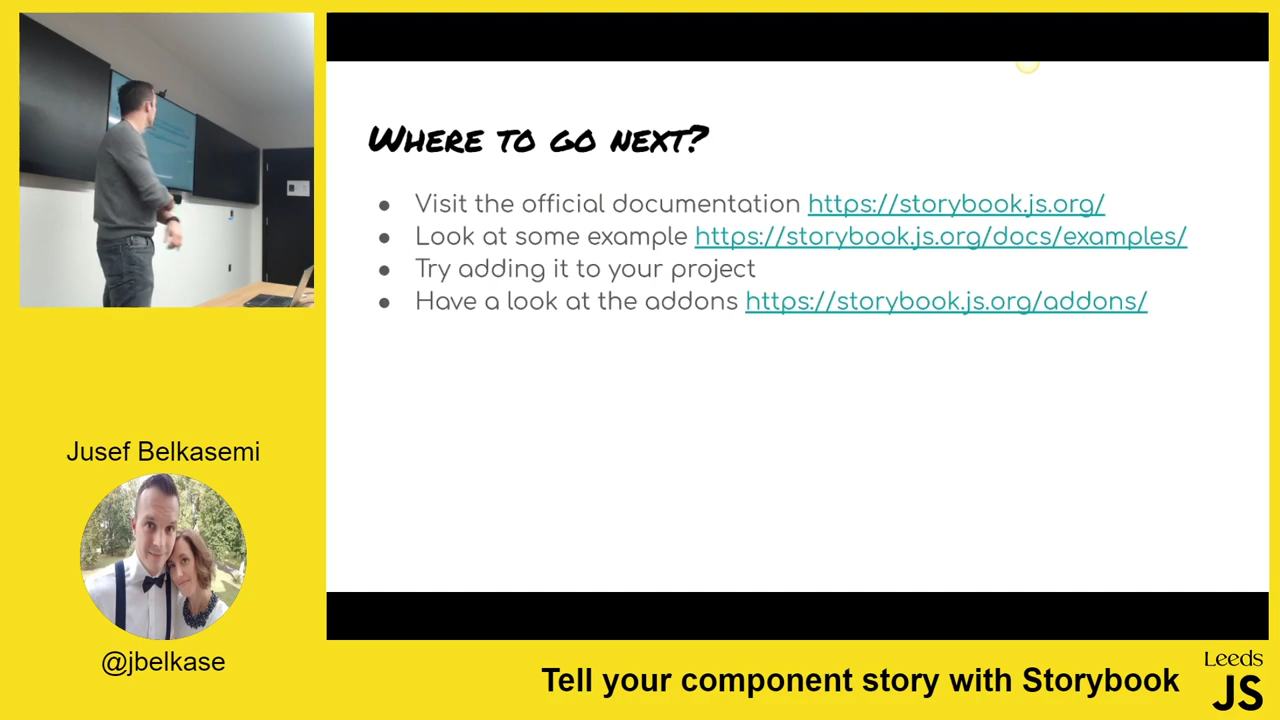 Where to go next?
● Visit the official documentation https://storybook.js.org/
● Look at some example https://storybook.js.org/docs/examples/
● Try adding it to your project
● Have a look at the addons https://storybook.js.org/addons/
Jusef Belkasemi
@jbelkase
Tell your component story with Storybook
Leeds
JS